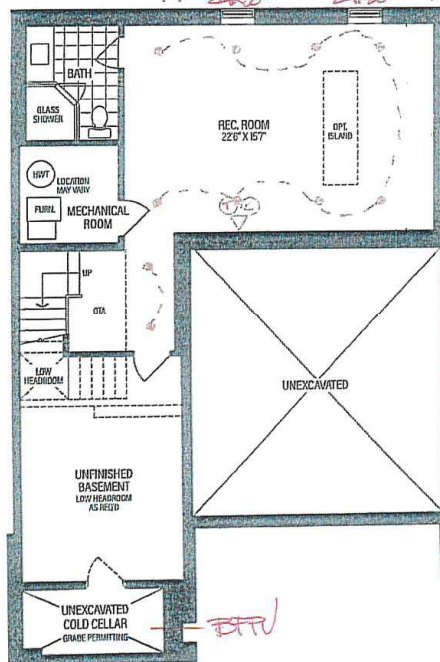 BATH
GLASS
SHOWER
REC. ROOM
22'6" X 15'7"
OPT.
ISLAND
HWT
LOCATION
MAY VARY
FURN.
MECHANICAL
ROOM
UP
OTA
LOW
HEADROOM
UNEXCAVATED
UNFINISHED
BASEMENT
LOW HEADROOM
AS REQ'D
UNEXCAVATED
COLD CELLAR
GRADE PERMITTING